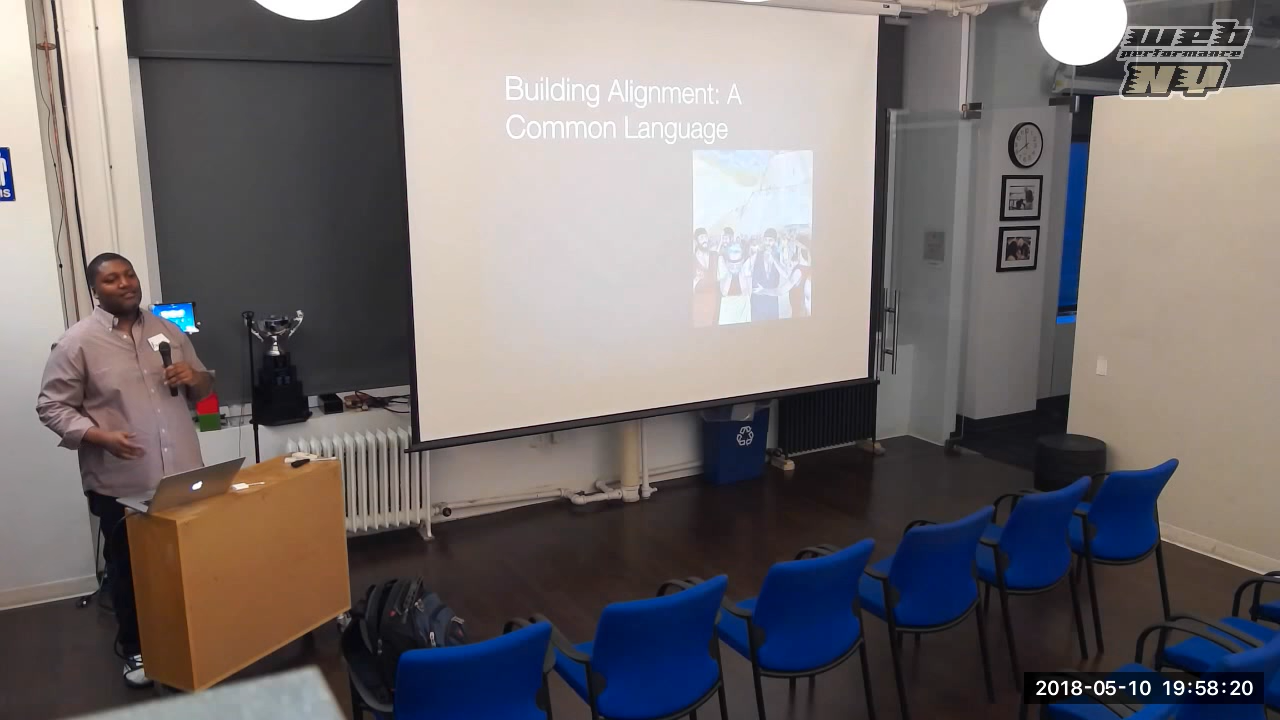 web
performance
NY
Building Alignment: A
Common Language
2018-05-10 19:58:20